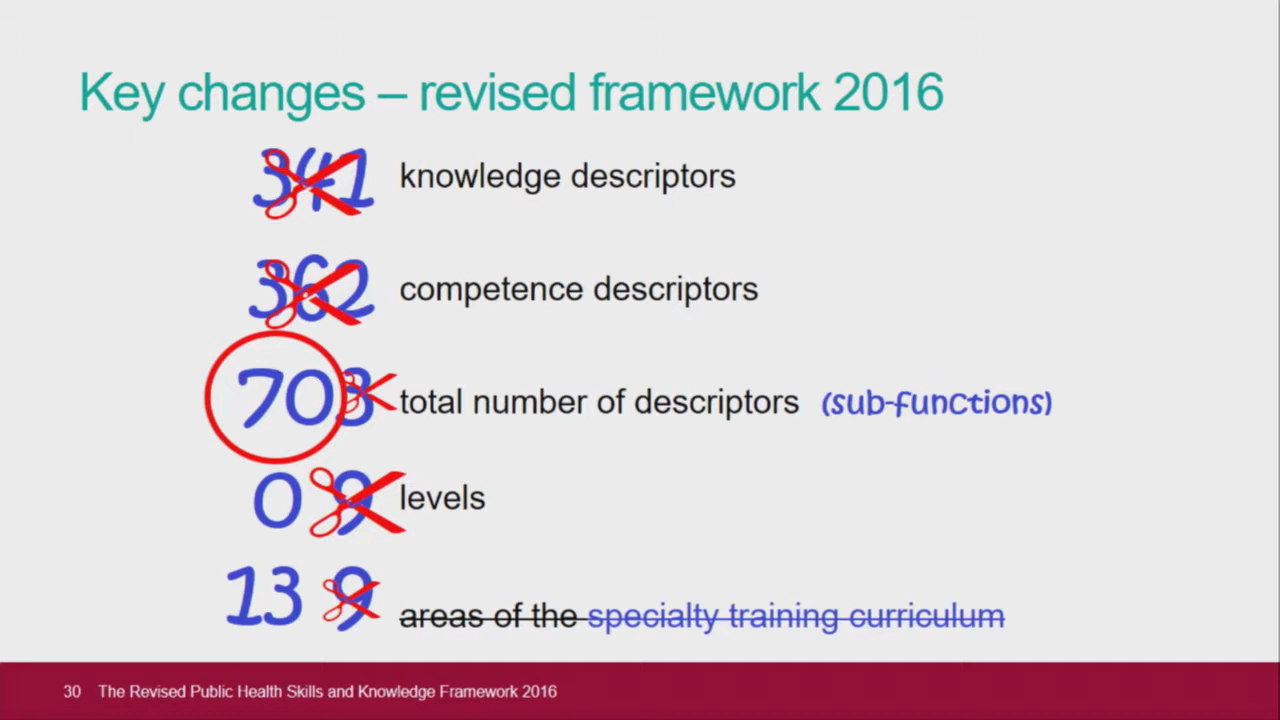 Key changes – revised framework 2016
341 knowledge descriptors
362 competence descriptors
703 total number of descriptors (sub-functions)
0 9 levels
13 9 areas of the specialty training curriculum
30 The Revised Public Health Skills and Knowledge Framework 2016